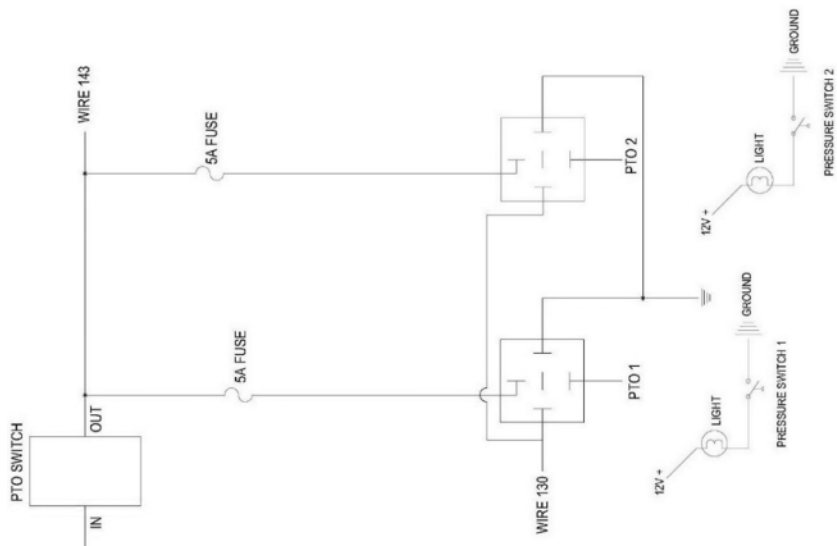 PTO SWITCH
IN
OUT
WIRE 143
5A FUSE
5A FUSE
WIRE 130
PTO 1
PTO 2
12V +
LIGHT
GROUND
PRESSURE SWITCH 1
12V +
LIGHT
GROUND
PRESSURE SWITCH 2